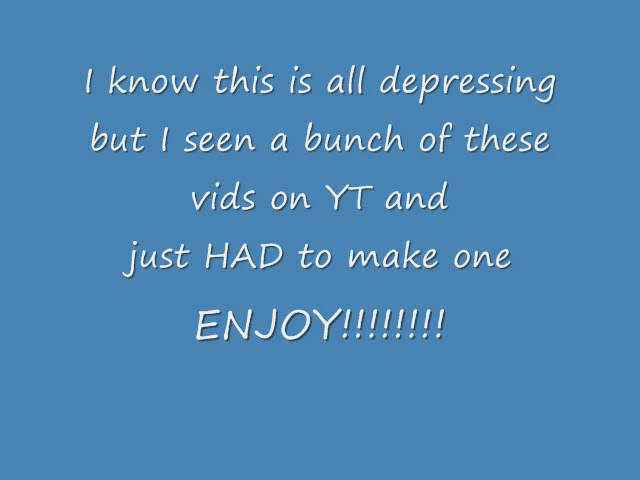 I know this is all depressing
but I seen a bunch of these
vids on YT and
just HAD to make one
ENJOY!!!!!!!!